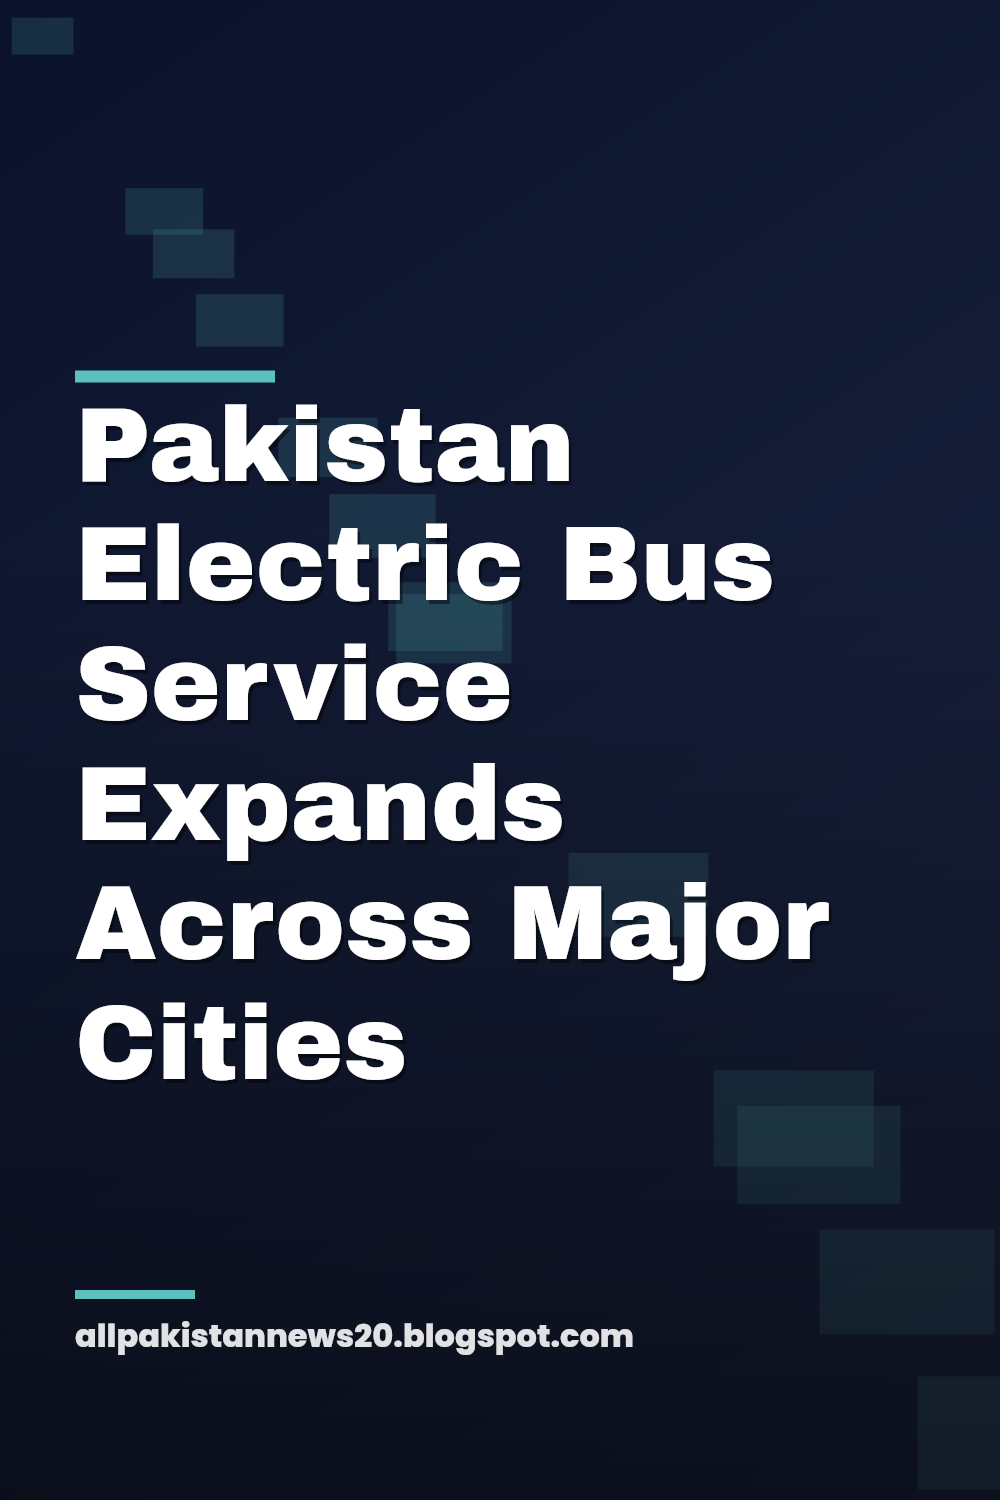 Pakistan
Electric Bus
Service
Expands
Across Major
Cities
allpakistannews20.blogspot.com